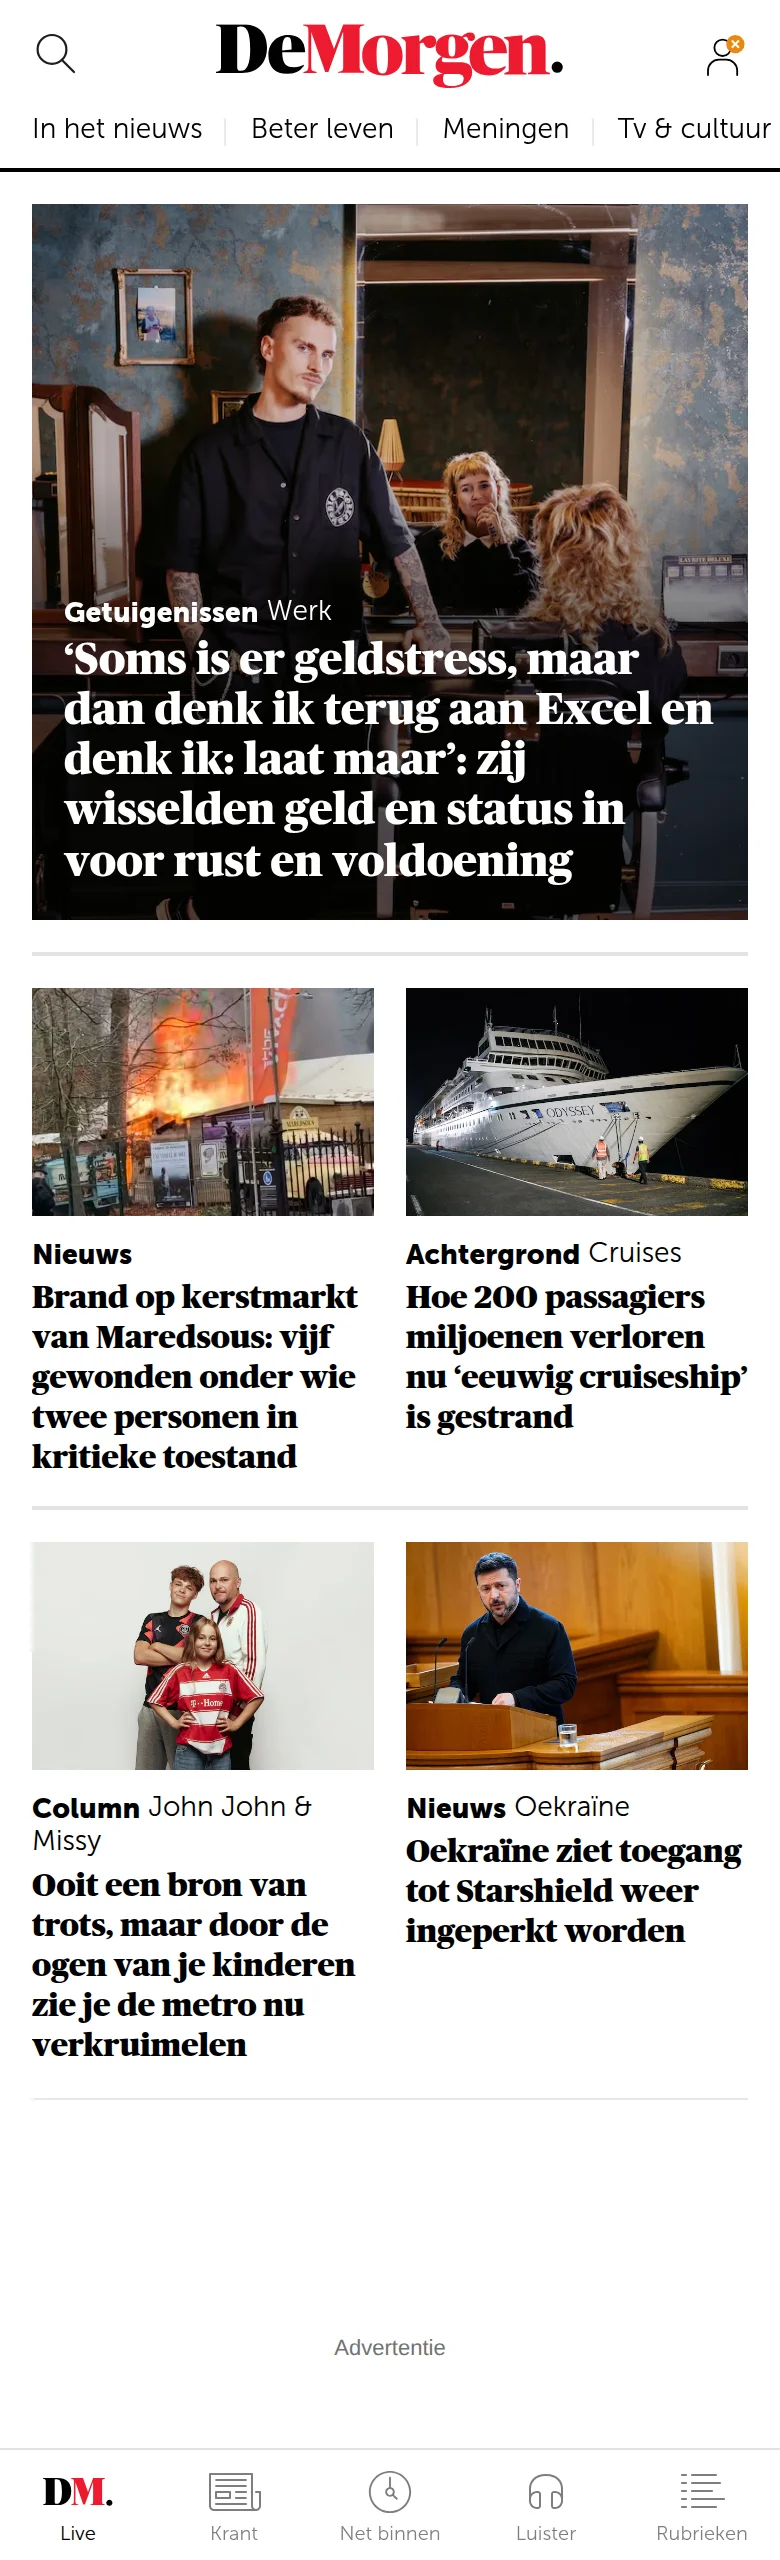 DeMorgen.
In het nieuws
Beter leven
Meningen
Tv & cultuur
Getuigenissen Werk
‘Soms is er geldstress, maar
dan denk ik terug aan Excel en
denk ik: laat maar’: zij
wisselden geld en status in
voor rust en voldoening
ODYSSEY
Nieuws
Brand op kerstmarkt
van Maredsous: vijf
gewonden onder wie
twee personen in
kritieke toestand
Achtergrond Cruises
Hoe 200 passagiers
miljoenen verloren
nu ‘eeuwig cruiseship’
is gestrand
T··Home
Column John John &
Missy
Ooit een bron van
trots, maar door de
ogen van je kinderen
zie je de metro nu
verkruimelen
Nieuws Oekraïne
Oekraïne ziet toegang
tot Starshield weer
ingeperkt worden
Advertentie
DM.
Live
Krant
Net binnen
Luister
Rubrieken